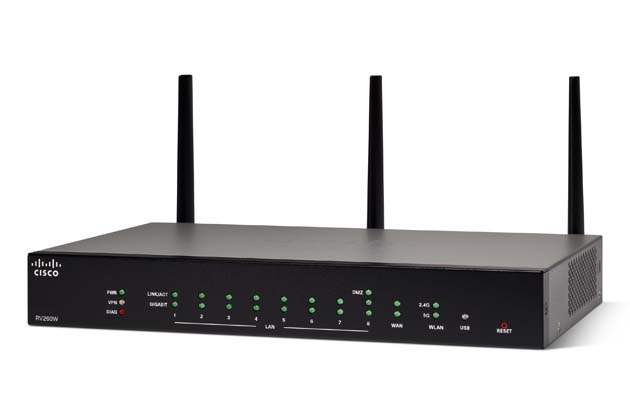 CISCO
PWR LINK/ACT DMZ 2.4G
VPN GIGABIT 5G
DIAG
1 2 3 4 5 6 7 8 WAN WLAN USB RESET
RV260W LAN